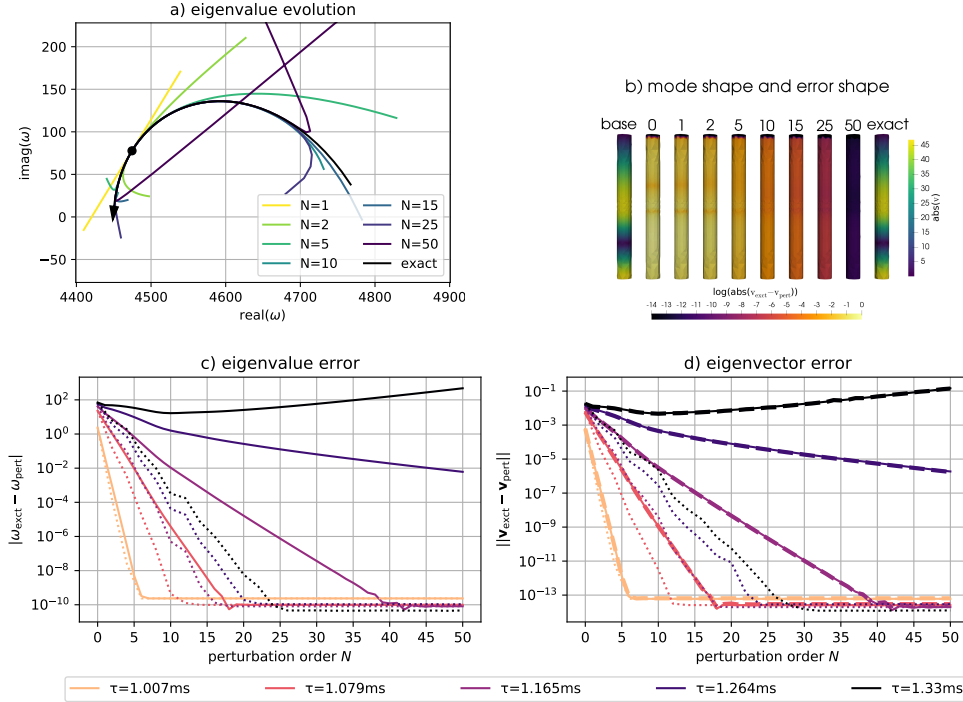 a) eigenvalue evolution
200
150
100
50
0
−50
imag(ω)
4400 4500 4600 4700 4800 4900
real(ω)
N=1 N=15
N=2 N=25
N=5 N=50
N=10 exact
b) mode shape and error shape
base 0 1 2 5 10 15 25 50 exact
45
40
35
30
25
20
15
10
5
abs(v)
log(abs(v_exct−v_pert))
-14 -13 -12 -11 -10 -9 -8 -7 -6 -5 -4 -3 -2 -1 0
c) eigenvalue error
10^2
10^0
10^−2
10^−4
10^−6
10^−8
10^−10
|ω_exct − ω_pert|
0 5 10 15 20 25 30 35 40 45 50
perturbation order N
d) eigenvector error
10^−1
10^−3
10^−5
10^−7
10^−9
10^−11
10^−13
||v_exct − v_pert||
0 5 10 15 20 25 30 35 40 45 50
perturbation order N
τ=1.007ms τ=1.079ms τ=1.165ms τ=1.264ms τ=1.33ms